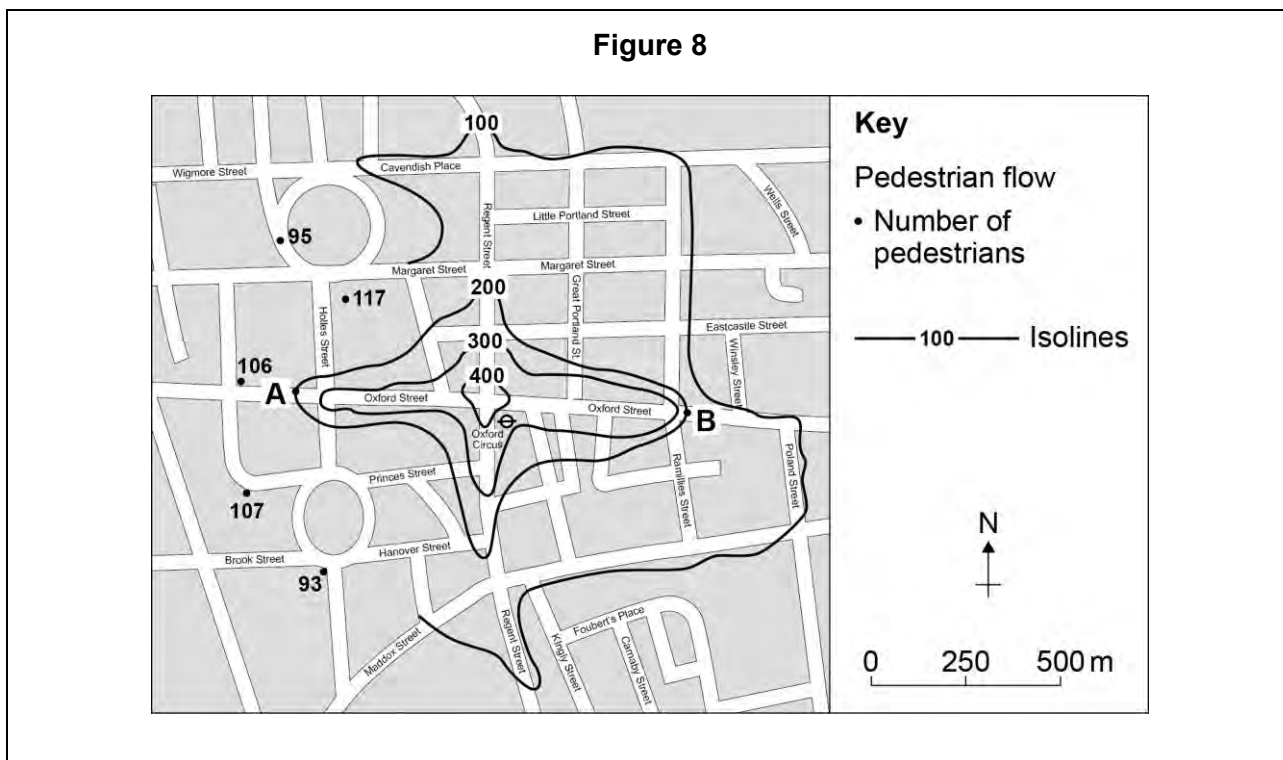 Figure 8
100
Wigmore Street
Cavendish Place
Wells Street
Regent Street
Little Portland Street
95
Margaret Street
Margaret Street
200
117
Holles Street
Great Portland St.
Eastcastle Street
Winsley Street
300
106
400
A
Oxford Street
Oxford Street
B
Oxford
Circus
Princes Street
Ramillies Street
Poland Street
107
Brook Street
Hanover Street
93
Maddox Street
Regent Street
Kingly Street
Foubert's Place
Carnaby Street
Key
Pedestrian flow
• Number of
pedestrians
100 Isolines
N
0 250 500 m